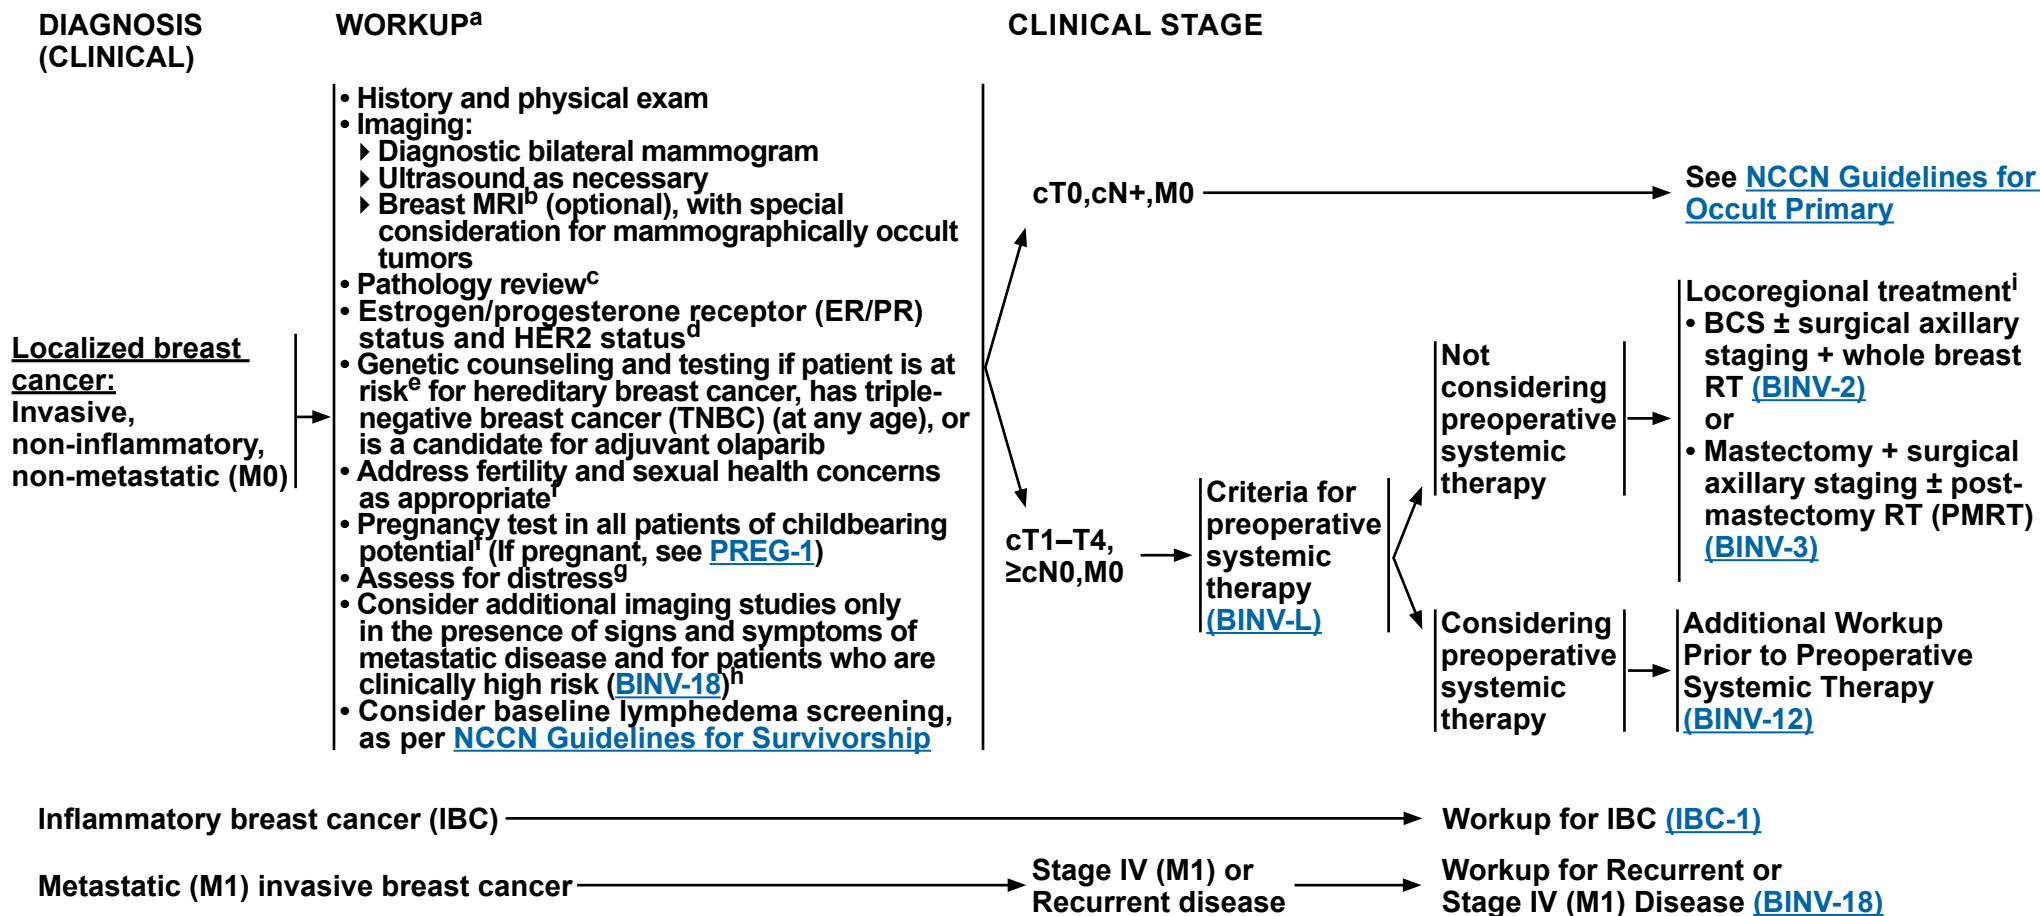 DIAGNOSIS
(CLINICAL)
WORKUPa
CLINICAL STAGE
Localized breast
cancer:
Invasive,
non-inflammatory,
non-metastatic (M0)
• History and physical exam
• Imaging:
▸ Diagnostic bilateral mammogram
▸ Ultrasound as necessary
▸ Breast MRIb (optional), with special
consideration for mammographically occult
tumors
• Pathology reviewc
• Estrogen/progesterone receptor (ER/PR)
status and HER2 statusd
• Genetic counseling and testing if patient is at
riske for hereditary breast cancer, has triple-
negative breast cancer (TNBC) (at any age), or
is a candidate for adjuvant olaparib
• Address fertility and sexual health concerns
as appropriatef
• Pregnancy test in all patients of childbearing
potentialf (If pregnant, see PREG-1)
• Assess for distressg
• Consider additional imaging studies only
in the presence of signs and symptoms of
metastatic disease and for patients who are
clinically high risk (BINV-18)h
• Consider baseline lymphedema screening,
as per NCCN Guidelines for Survivorship
cT0,cN+,M0
See NCCN Guidelines for
Occult Primary
cT1–T4,
≥cN0,M0
Criteria for
preoperative
systemic
therapy
(BINV-L)
Not
considering
preoperative
systemic
therapy
Locoregional treatmenti
• BCS ± surgical axillary
staging + whole breast
RT (BINV-2)
or
• Mastectomy + surgical
axillary staging ± post-
mastectomy RT (PMRT)
(BINV-3)
Considering
preoperative
systemic
therapy
Additional Workup
Prior to Preoperative
Systemic Therapy
(BINV-12)
Inflammatory breast cancer (IBC)
Workup for IBC (IBC-1)
Metastatic (M1) invasive breast cancer
Stage IV (M1) or
Recurrent disease
Workup for Recurrent or
Stage IV (M1) Disease (BINV-18)